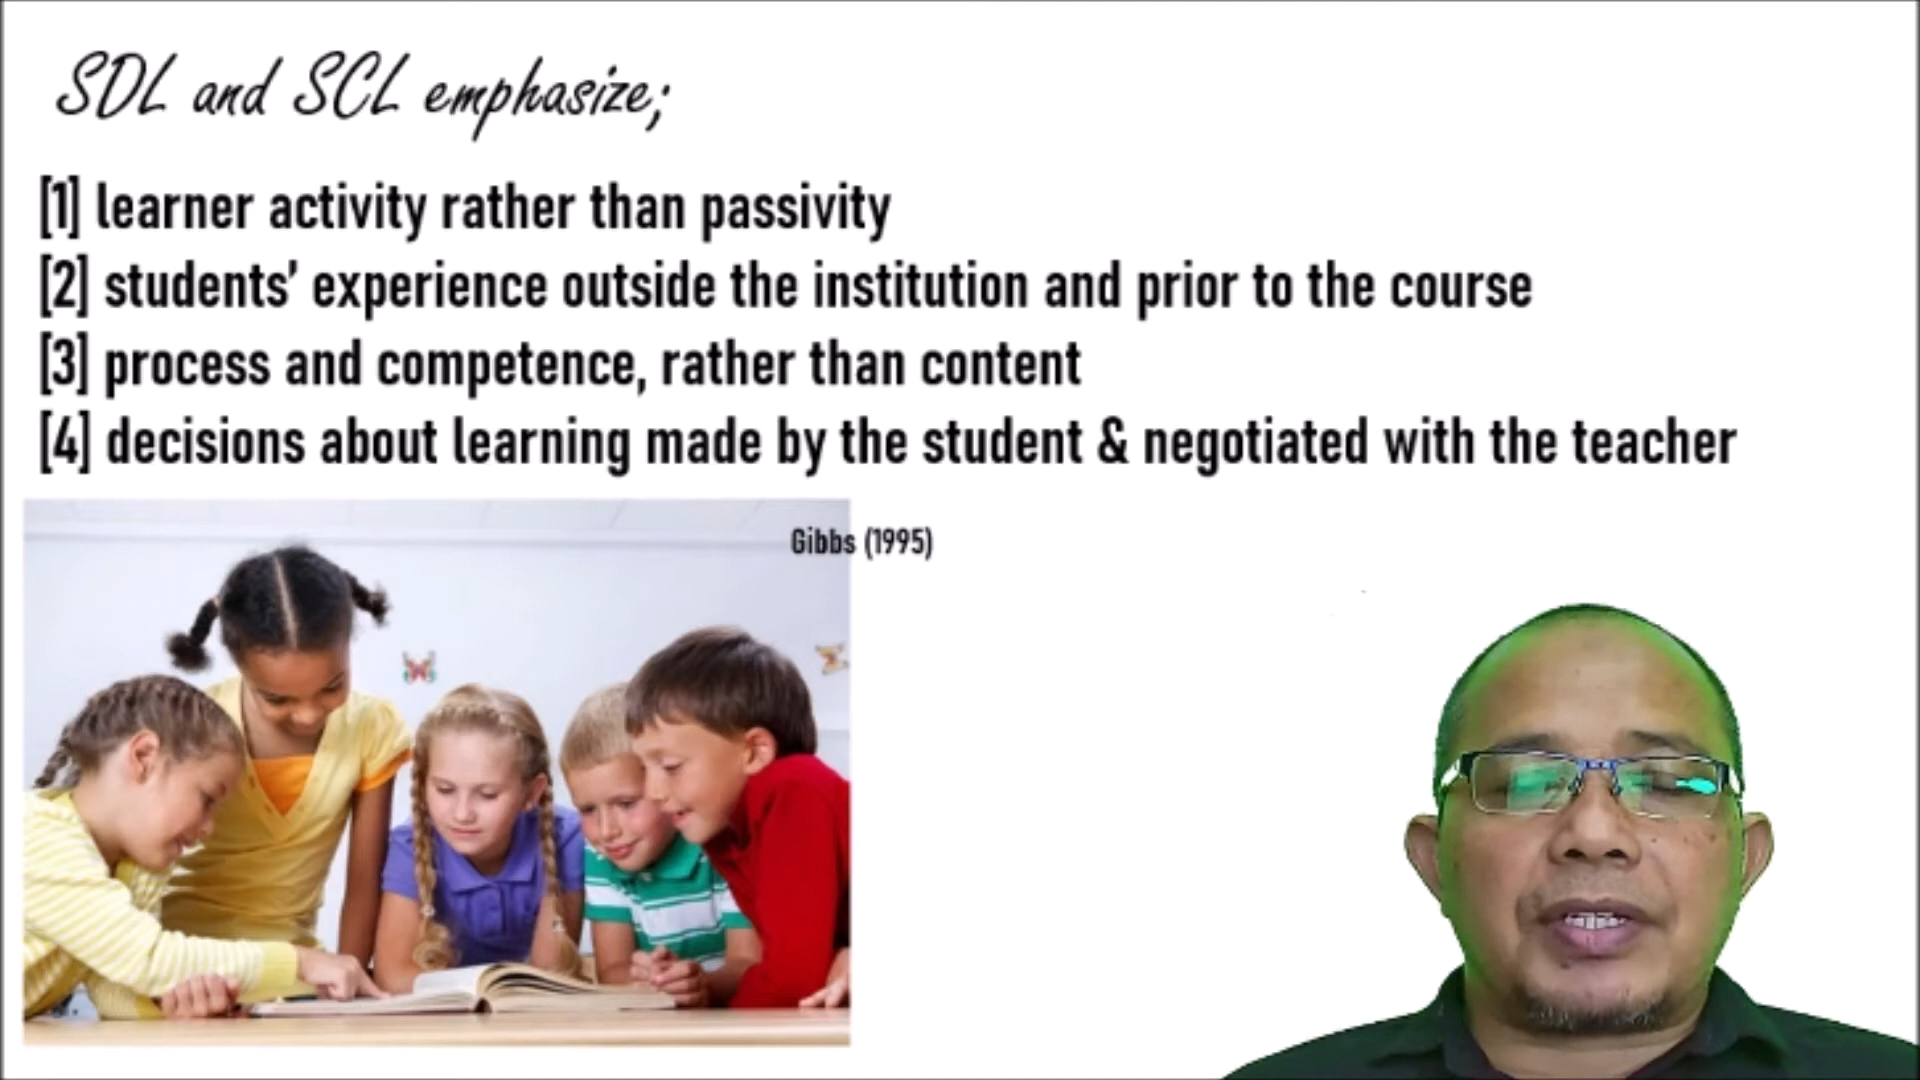 SDL and SCL emphasize;
[1] learner activity rather than passivity
[2] students' experience outside the institution and prior to the course
[3] process and competence, rather than content
[4] decisions about learning made by the student & negotiated with the teacher
Gibbs (1995)